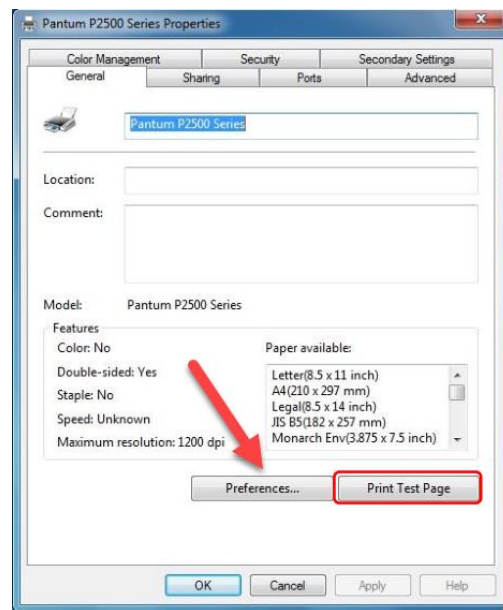 Pantum P2500 Series Properties
Color Management Security Secondary Settings
General Sharing Ports Advanced
Pantum P2500 Series
Location:
Comment:
Model: Pantum P2500 Series
Features
Color: No
Double-sided: Yes
Staple: No
Speed: Unknown
Maximum resolution: 1200 dpi
Paper available:
Letter(8.5 x 11 inch)
A4(210 x 297 mm)
Legal(8.5 x 14 inch)
JIS B5(182 x 257 mm)
Monarch Env(3.875 x 7.5 inch)
Preferences... Print Test Page
OK Cancel Apply Help